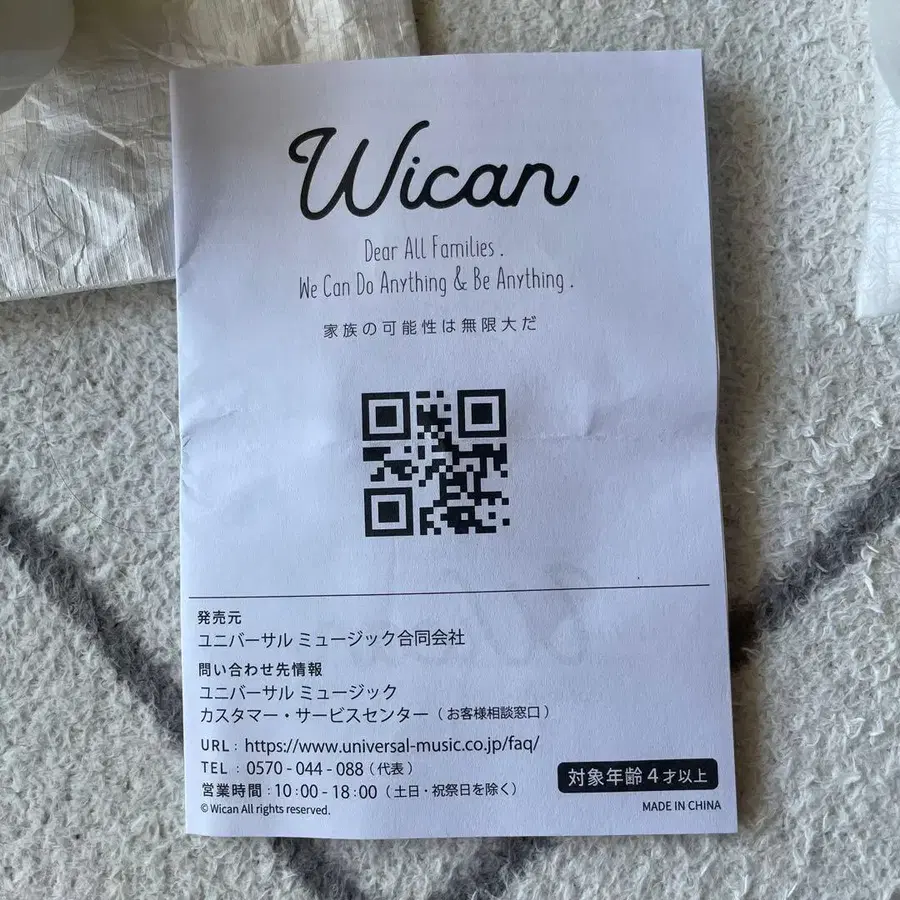 Wican
Dear All Families .
We Can Do Anything & Be Anything .
家族の可能性は無限大だ
発売元
ユニバーサル ミュージック合同会社
問い合わせ先情報
ユニバーサル ミュージック
カスタマー・サービスセンター（お客様相談窓口）
URL : https://www.universal-music.co.jp/faq/
TEL : 0570 - 044 - 088（代表）
営業時間 : 10:00 - 18:00（土日・祝祭日を除く）
対象年齢 4 才以上
© Wican All rights reserved.
MADE IN CHINA